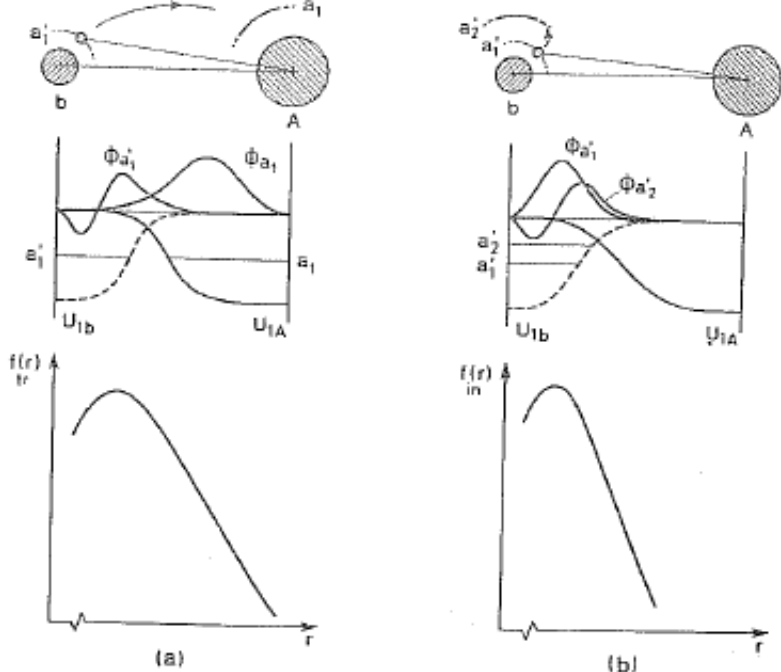 a₁' a₁
b
A
ϕa₁' ϕa₁
a₁' a₁
U₁b U₁A
f(r)
tr
r
(a)
a₂'
a₁'
b
A
ϕa₁'
ϕa₂'
a₂'
a₁'
U₁b U₁A
f(r)
in
r
(b)